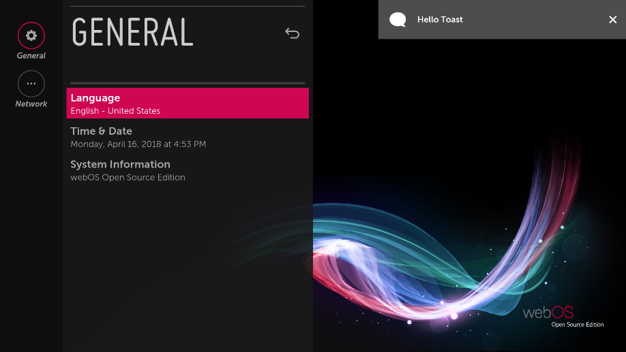 General
Network
GENERAL
Language
English - United States
Time & Date
Monday, April 16, 2018 at 4:53 PM
System Information
webOS Open Source Edition
Hello Toast
webOS
Open Source Edition